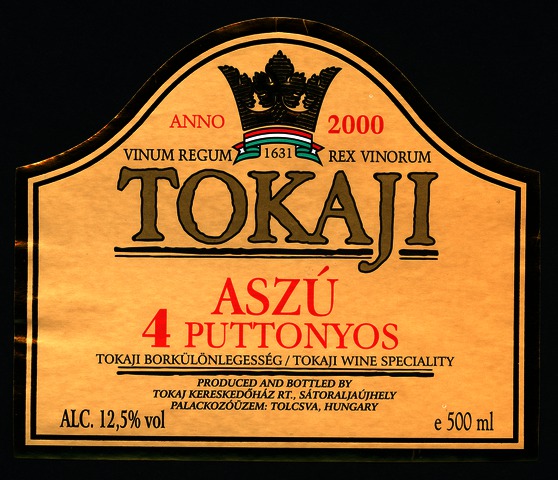 ANNO 2000
VINUM REGUM 1631 REX VINORUM
TOKAJI
ASZÚ
4 PUTTONYOS
TOKAJI BORKÜLÖNLEGESSÉG / TOKAJI WINE SPECIALITY
PRODUCED AND BOTTLED BY
TOKAJ KERESKEDŐHÁZ RT., SÁTORALJAÚJHELY
PALACKOZÓÜZEM: TOLCSVA, HUNGARY
ALC. 12,5% vol e 500 ml